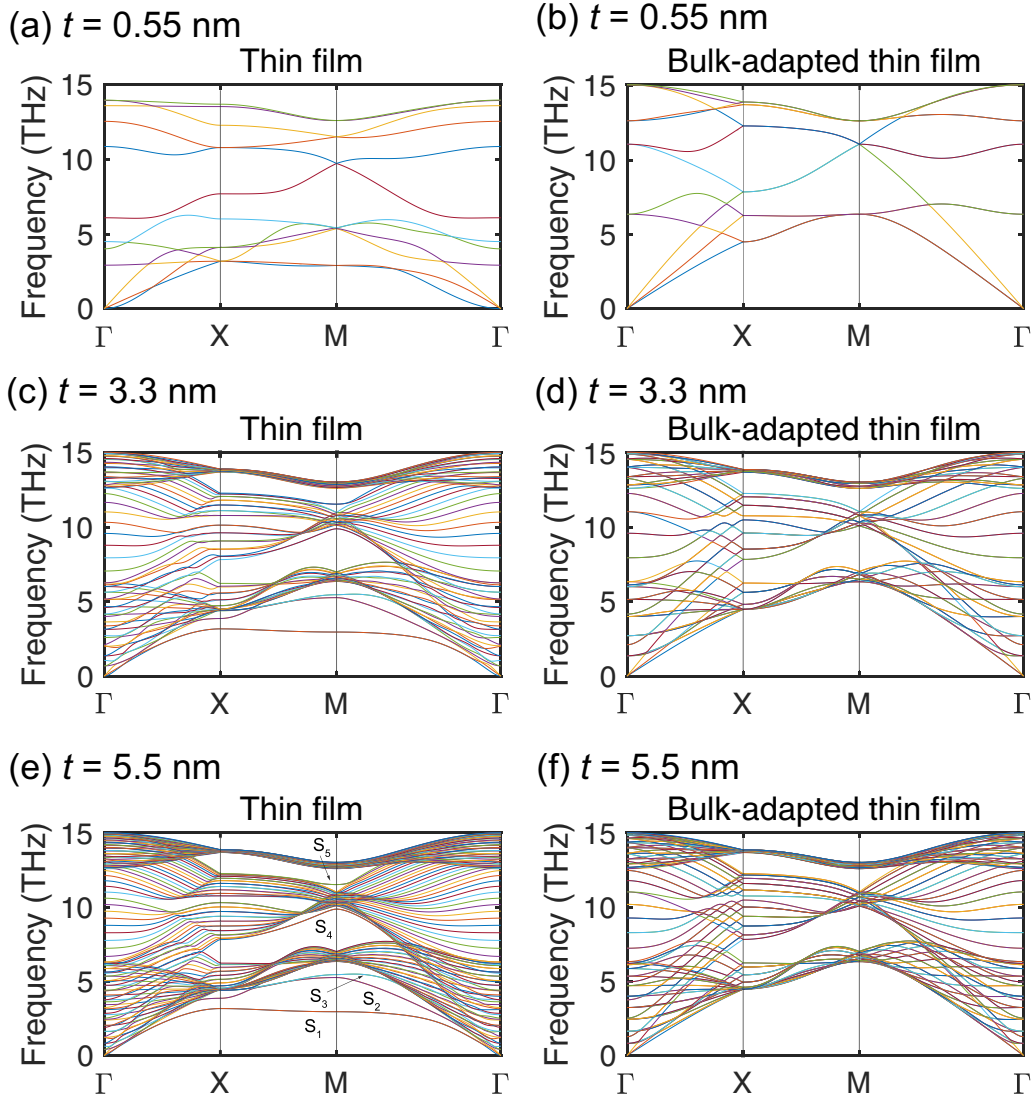 (a) t = 0.55 nm
Thin film
Frequency (THz)
15
10
5
0
Γ X M Γ
(b) t = 0.55 nm
Bulk-adapted thin film
Frequency (THz)
15
10
5
0
Γ X M Γ
(c) t = 3.3 nm
Thin film
Frequency (THz)
15
10
5
0
Γ X M Γ
(d) t = 3.3 nm
Bulk-adapted thin film
Frequency (THz)
15
10
5
0
Γ X M Γ
(e) t = 5.5 nm
Thin film
Frequency (THz)
15
10
5
0
S₅
S₄
S₃
S₂
S₁
Γ X M Γ
(f) t = 5.5 nm
Bulk-adapted thin film
Frequency (THz)
15
10
5
0
Γ X M Γ